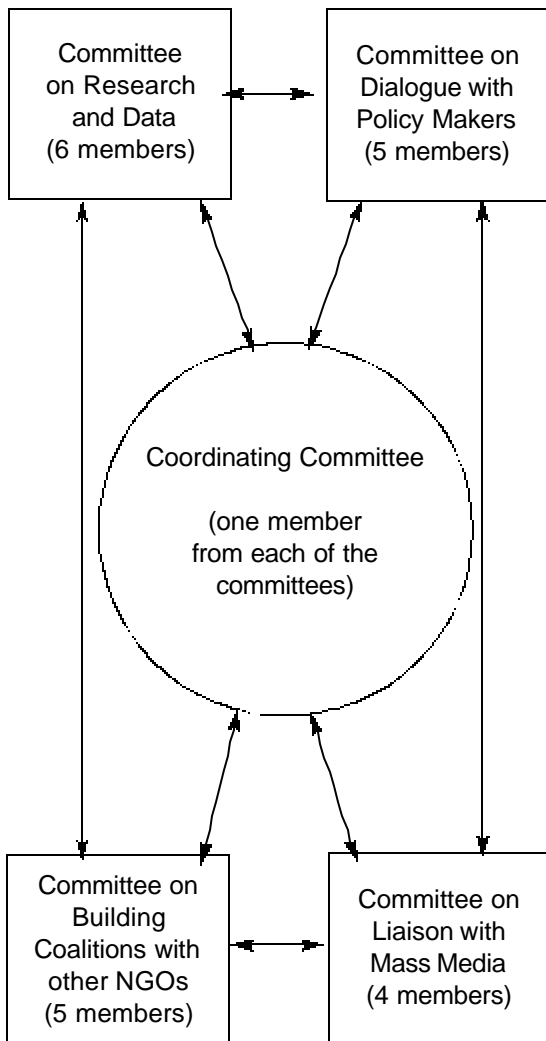 Committee
on Research
and Data
(6 members)
Committee on
Dialogue with
Policy Makers
(5 members)
Coordinating Committee
(one member
from each of the
committees)
Committee on
Building
Coalitions with
other NGOs
(5 members)
Committee on
Liaison with
Mass Media
(4 members)